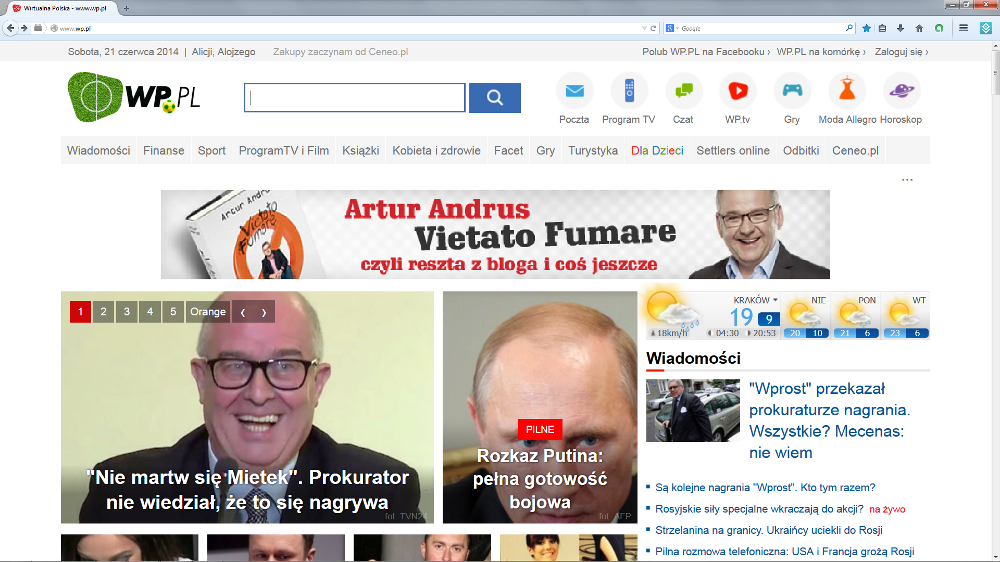 Wirtualna Polska - www.wp.pl
www.wp.pl
Google
Sobota, 21 czerwca 2014 | Alicji, Alojzego
Zakupy zaczynam od Ceneo.pl
Polub WP.PL na Facebooku ›
WP.PL na komórkę ›
Zaloguj się ›
WP.PL
Poczta
Program TV
Czat
WP.tv
Gry
Moda Allegro
Horoskop
Wiadomości
Finanse
Sport
ProgramTV i Film
Książki
Kobieta i zdrowie
Facet
Gry
Turystyka
Dla Dzieci
Settlers online
Odbitki
Ceneo.pl
...
Artur Andrus
Vietato
Fumare
Artur Andrus
Vietato Fumare
czyli reszta z bloga i coś jeszcze
1 2 3 4 5 Orange ‹ ›
"Nie martw się Mietek". Prokurator
nie wiedział, że to się nagrywa
fot. TVN24
PILNE
Rozkaz Putina:
pełna gotowość
bojowa
fot. AFP
KRAKÓW
19 9
18km/h 04:30 20:53
NIE
20 10
PON
21 6
WT
23 6
Wiadomości
"Wprost" przekazał
prokuraturze nagrania.
Wszystkie? Mecenas:
nie wiem
Są kolejne nagrania "Wprost". Kto tym razem?
Rosyjskie siły specjalne wkraczają do akcji? na żywo
Strzelanina na granicy. Ukraińcy uciekli do Rosji
Pilna rozmowa telefoniczna: USA i Francja grożą Rosji